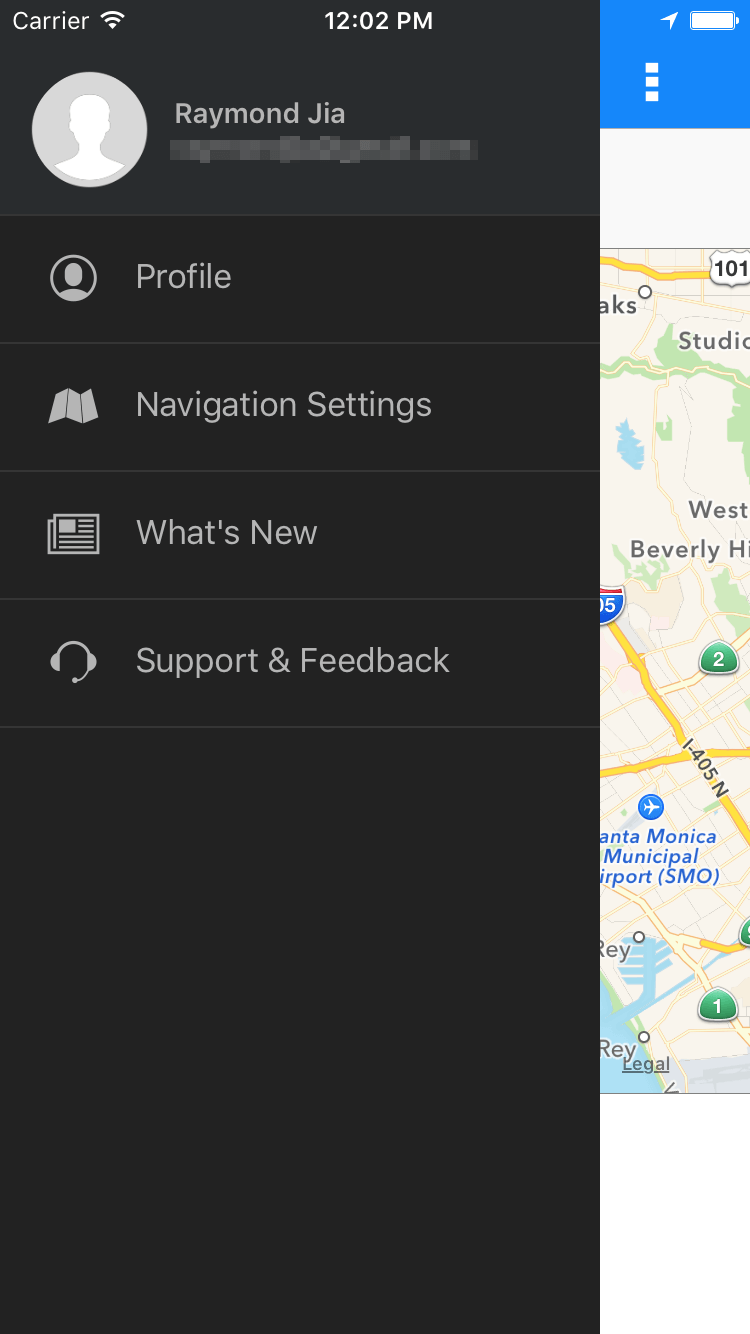 Carrier 12:02 PM
Raymond Jia
Profile
Navigation Settings
What's New
Support & Feedback
101
aks
Studio
West
Beverly Hi
05
2
I-405 N
anta Monica
Municipal
irport (SMO)
Rey
1
Rey
Legal